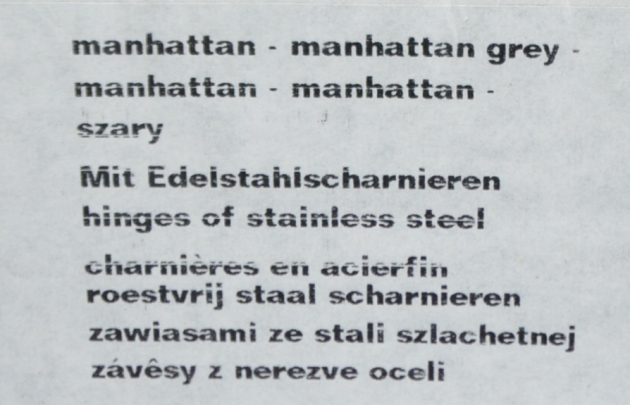 manhattan - manhattan grey -
manhattan - manhattan -
szary
Mit Edelstahlscharnieren
hinges of stainless steel
charnières en acierfin
roestvrij staal scharnieren
zawiasami ze stali szlachetnej
závêsy z nerezve oceli